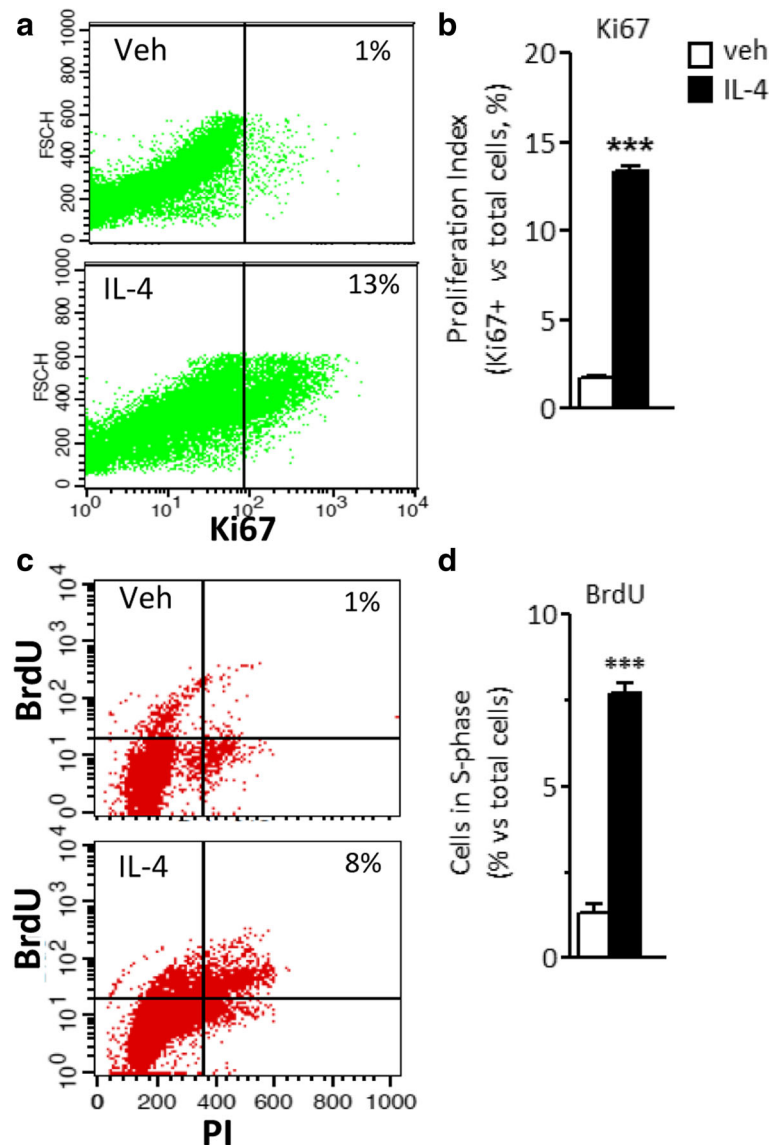 a
Veh
1%
FSC-H
0 200 400 600 800 1000
IL-4
13%
FSC-H
0 200 400 600 800 1000
10⁰ 10¹ 10² 10³ 10⁴
Ki67
b
Ki67
veh
IL-4
***
Proliferation Index
(Ki67+ vs total cells, %)
20
15
10
5
0
c
Veh
1%
BrdU
10⁴
10³
10²
10¹
10⁰
IL-4
8%
BrdU
10⁴
10³
10²
10¹
10⁰
0 200 400 600 800 1000
PI
d
BrdU
***
Cells in S-phase
(% vs total cells)
10
5
0